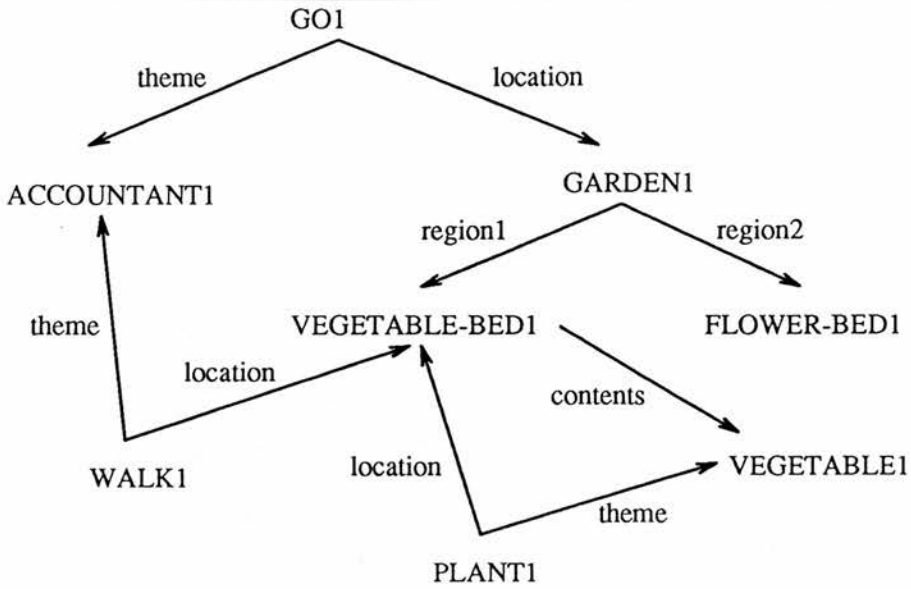 GO1
theme
location
ACCOUNTANT1
GARDEN1
region1
region2
theme
VEGETABLE-BED1
FLOWER-BED1
location
contents
WALK1
location
VEGETABLE1
theme
PLANT1